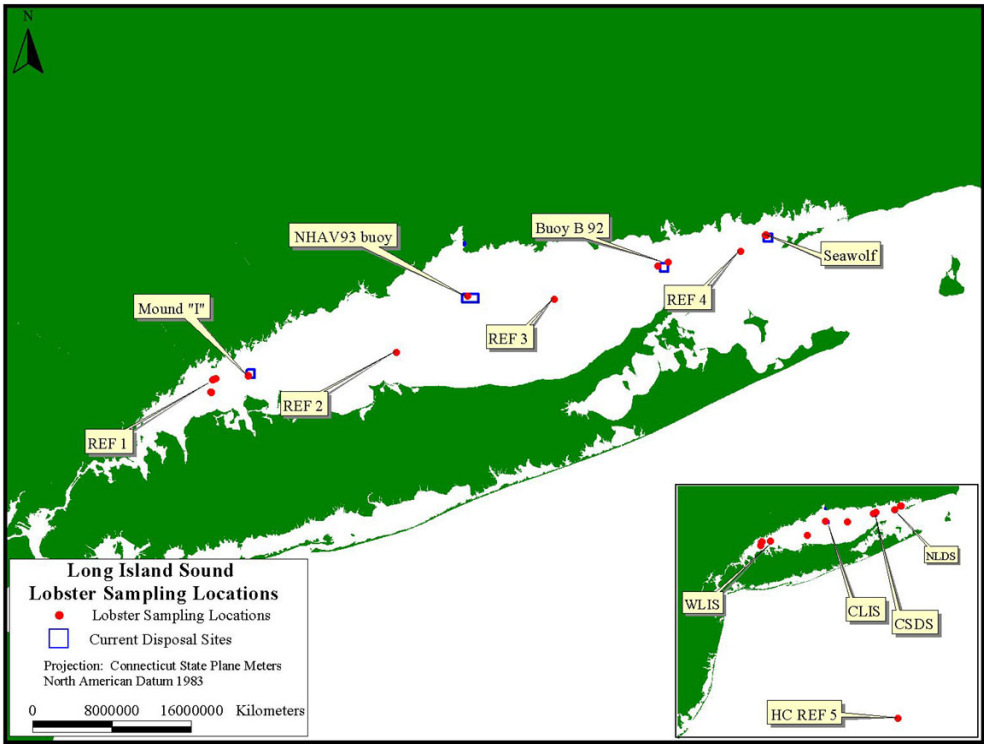 N
NHAV93 buoy
Buoy B 92
Seawolf
Mound "I"
REF 4
REF 3
REF 2
REF 1
Long Island Sound
Lobster Sampling Locations
Lobster Sampling Locations
Current Disposal Sites
Projection: Connecticut State Plane Meters
North American Datum 1983
0 8000000 16000000 Kilometers
NLDS
WLIS
CLIS
CSDS
HC REF 5